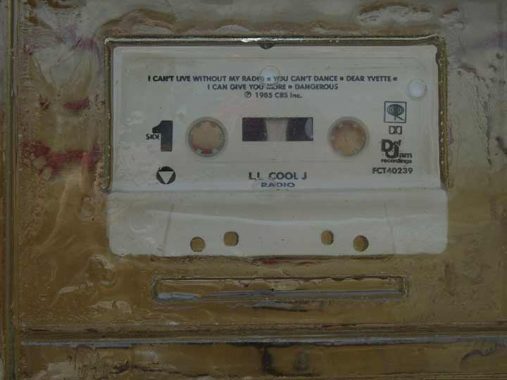 I CAN'T LIVE WITHOUT MY RADIO ■ YOU CAN'T DANCE ■ DEAR YVETTE ■
I CAN GIVE YOU MORE ■ DANGEROUS
℗ 1985 CBS Inc.
SIDE 1
Def Jam
recordings
L.L. COOL J
RADIO
FCT40239